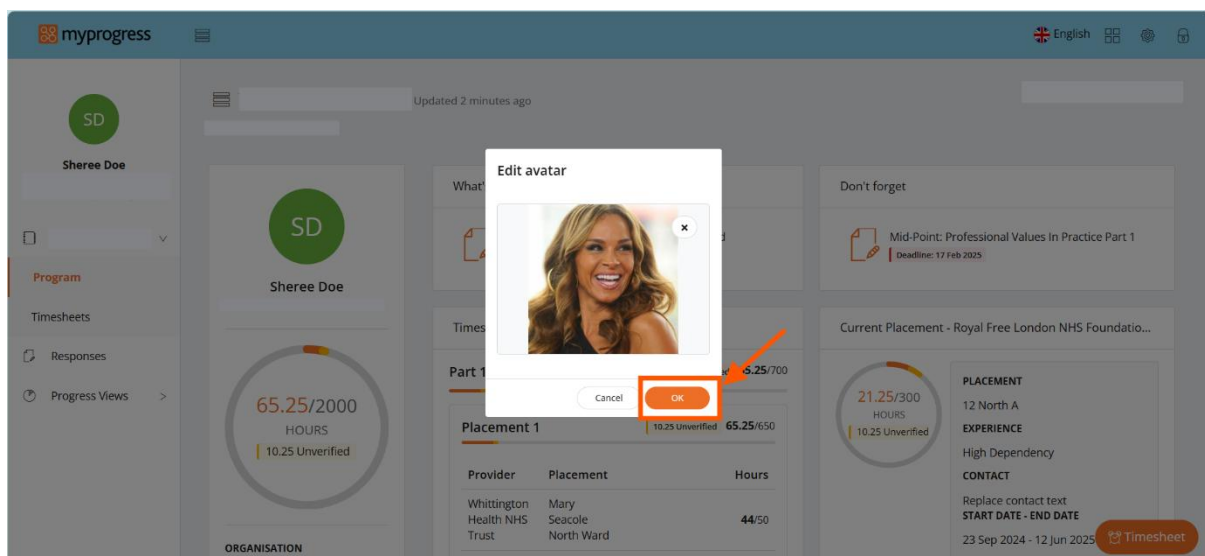 myprogress
English
SD
Sheree Doe
Program
Timesheets
Responses
Progress Views >
Updated 2 minutes ago
SD
Sheree Doe
65.25/2000
HOURS
10.25 Unverified
ORGANISATION
What'
Edit avatar
Cancel
OK
Times
Part 1
65.25/700
Placement 1
10.25 Unverified 65.25/650
Provider Placement Hours
Whittington Mary
Health NHS Seacole 44/50
Trust North Ward
Don't forget
Mid-Point: Professional Values In Practice Part 1
Deadline: 17 Feb 2025
Current Placement - Royal Free London NHS Foundatio...
21.25/300
HOURS
10.25 Unverified
PLACEMENT
12 North A
EXPERIENCE
High Dependency
CONTACT
Replace contact text
START DATE - END DATE
23 Sep 2024 - 12 Jun 2025
Timesheet